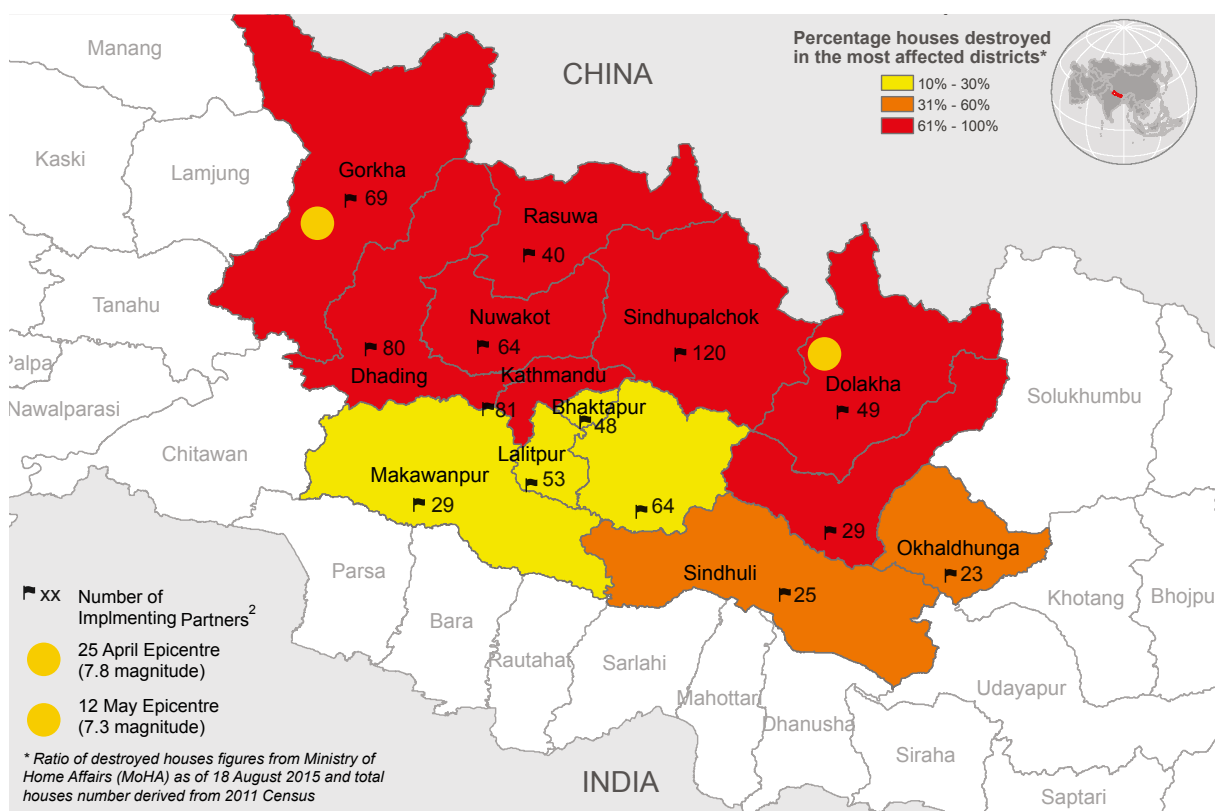 Manang
CHINA
Percentage houses destroyed
in the most affected districts*
10% - 30%
31% - 60%
61% - 100%
Kaski
Lamjung
Gorkha
69
Rasuwa
40
Tanahu
Nuwakot
64
Sindhupalchok
120
80
Dhading
Kathmandu
81
Dolakha
49
Palpa
Nawalparasi
Solukhumbu
Bhaktapur
48
Chitawan
Lalitpur
53
Makawanpur
29
64
29
Okhaldhunga
23
Sindhuli
25
Parsa
Bara
Rautahat
Sarlahi
Mahottari
Dhanusha
Siraha
Udayapur
Khotang
Bhojpu
Saptari
xx Number of
Implmenting Partners2
25 April Epicentre
(7.8 magnitude)
12 May Epicentre
(7.3 magnitude)
* Ratio of destroyed houses figures from Ministry of
Home Affairs (MoHA) as of 18 August 2015 and total
houses number derived from 2011 Census
INDIA